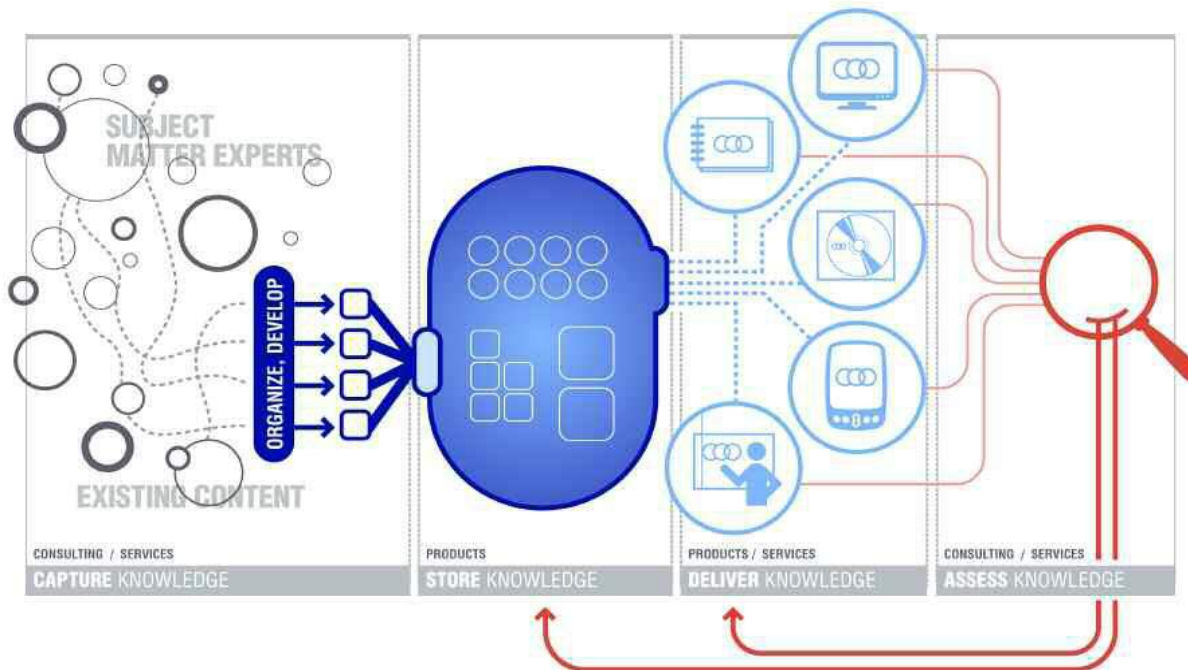 SUBJECT
MATTER EXPERTS
ORGANIZE, DEVELOP
EXISTING CONTENT
CONSULTING / SERVICES
CAPTURE KNOWLEDGE
PRODUCTS
STORE KNOWLEDGE
PRODUCTS / SERVICES
DELIVER KNOWLEDGE
CONSULTING / SERVICES
ASSESS KNOWLEDGE